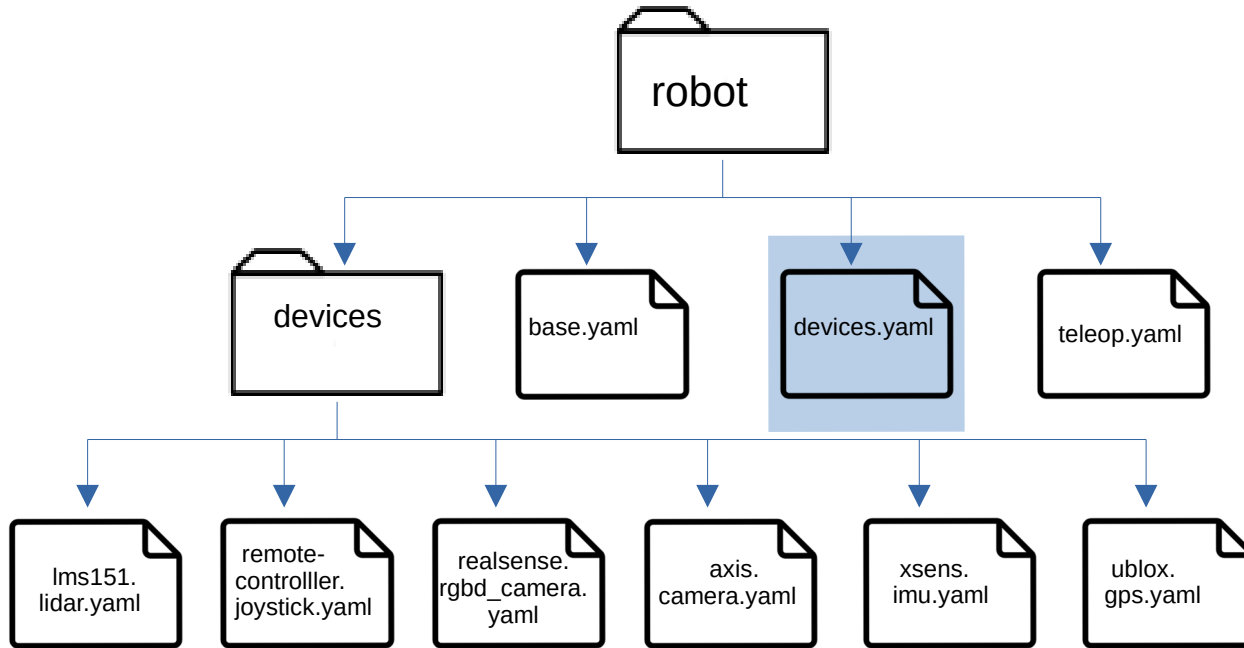 robot
devices
base.yaml
devices.yaml
teleop.yaml
lms151.
lidar.yaml
remote-
controlller.
joystick.yaml
realsense.
rgbd_camera.
yaml
axis.
camera.yaml
xsens.
imu.yaml
ublox.
gps.yaml